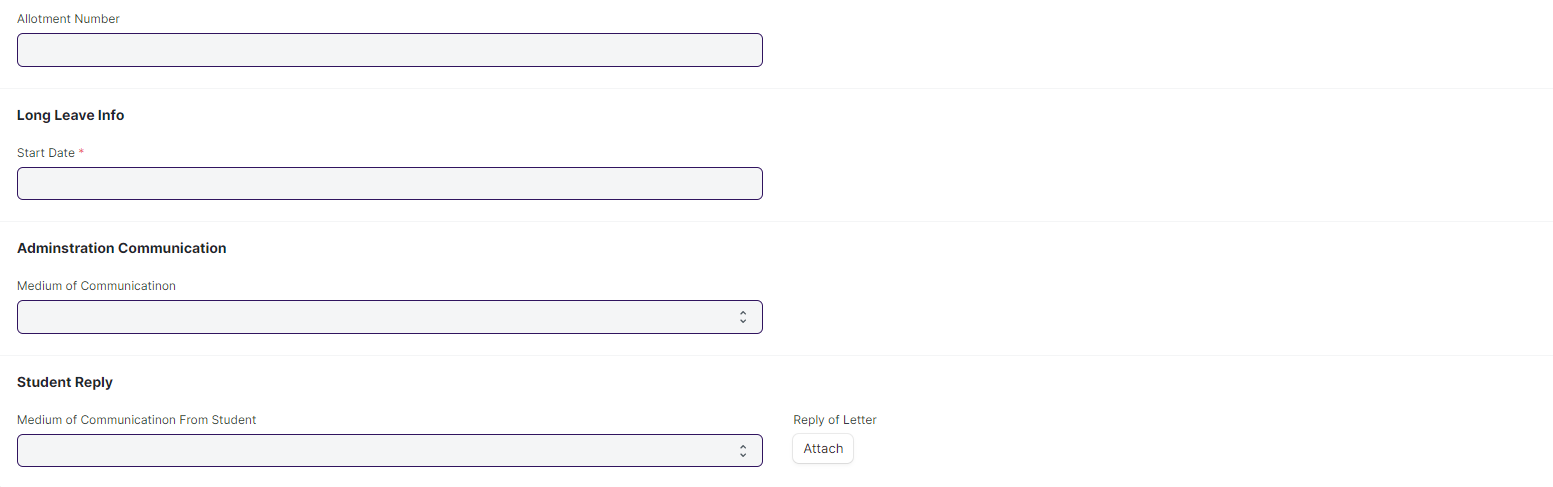 Allotment Number
Long Leave Info
Start Date *
Adminstration Communication
Medium of Communicatinon
Student Reply
Medium of Communicatinon From Student
Reply of Letter
Attach